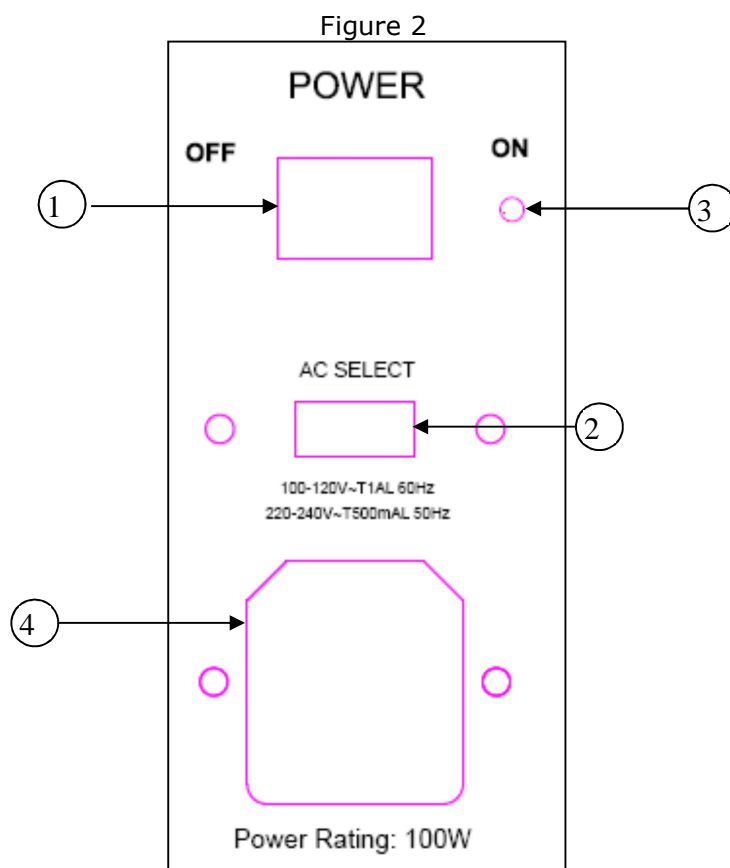 Figure 2
POWER
OFF
ON
1
3
AC SELECT
2
100-120V~T1AL 60Hz
220-240V~T500mAL 50Hz
4
Power Rating: 100W